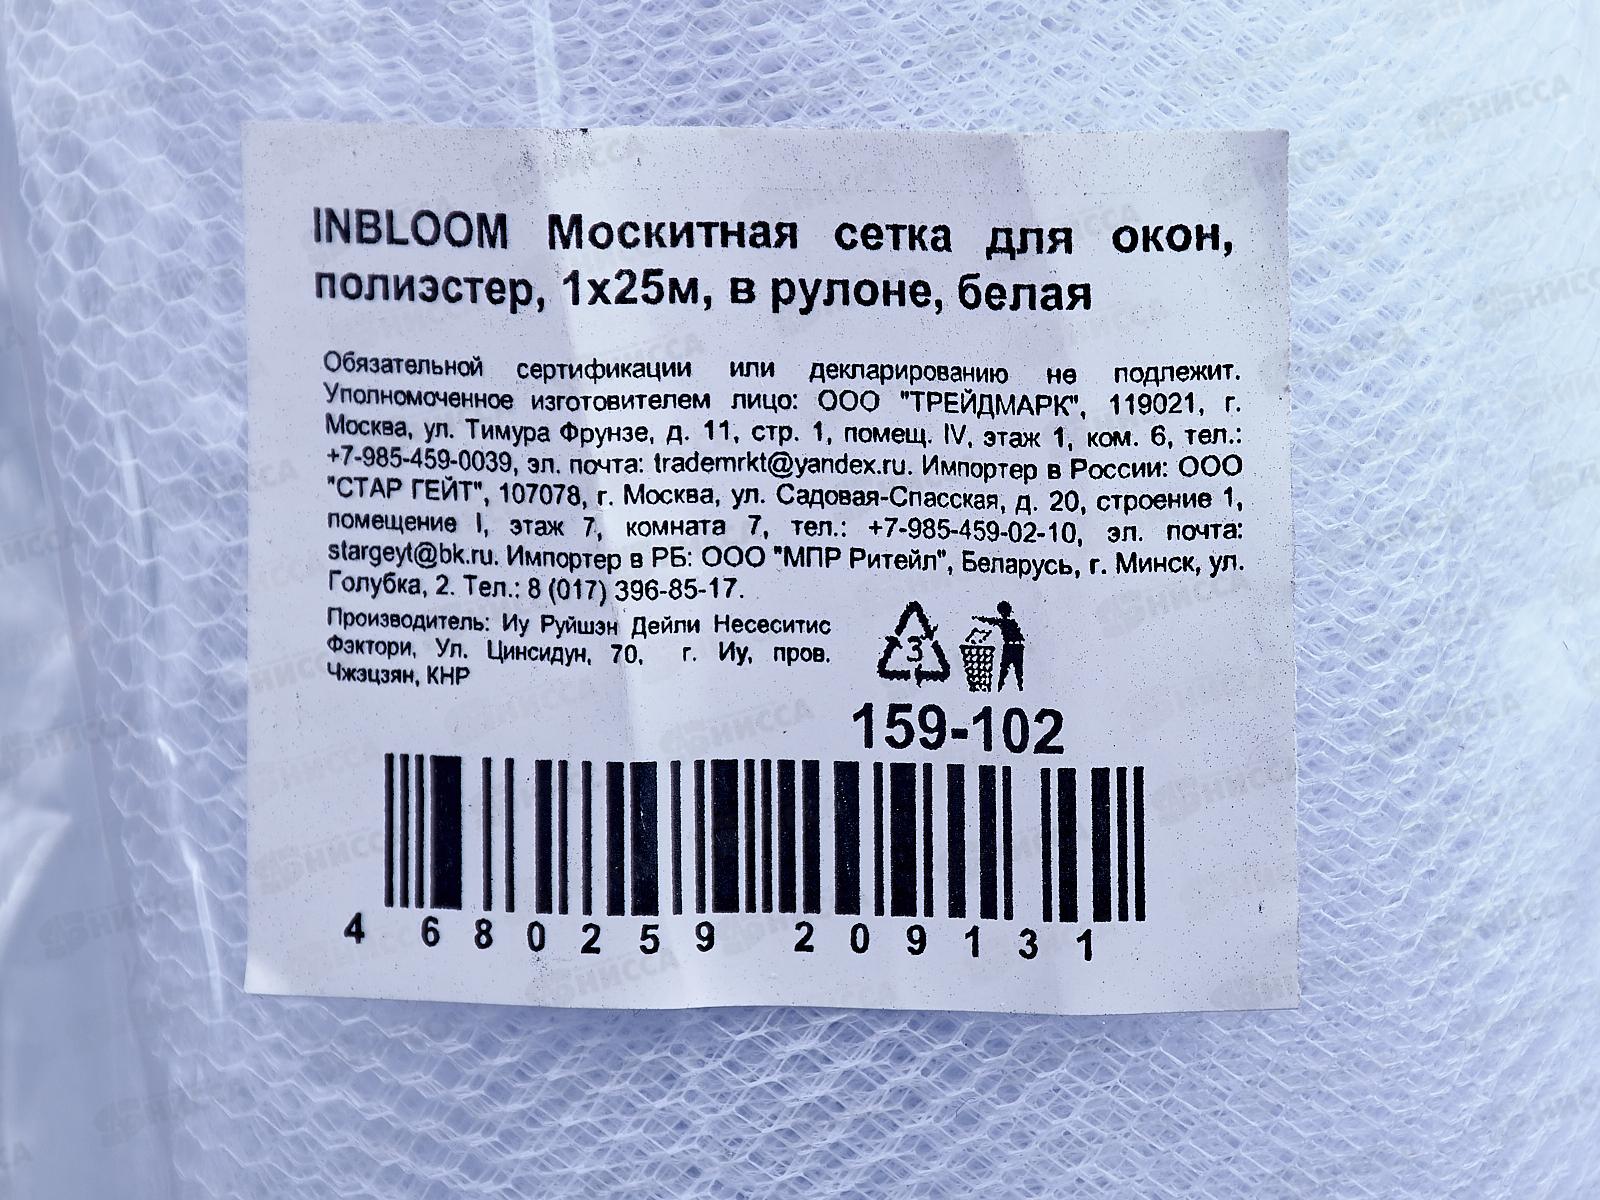 INBLOOM Москитная сетка для окон,
полиэстер, 1х25м, в рулоне, белая
Обязательной сертификации или декларированию не подлежит.
Уполномоченное изготовителем лицо: ООО "ТРЕЙДМАРК", 119021, г.
Москва, ул. Тимура Фрунзе, д. 11, стр. 1, помещ. IV, этаж 1, ком. 6, тел.:
+7-985-459-0039, эл. почта: trademrkt@yandex.ru. Импортер в России: ООО
"СТАР ГЕЙТ", 107078, г. Москва, ул. Садовая-Спасская, д. 20, строение 1,
помещение I, этаж 7, комната 7, тел.: +7-985-459-02-10, эл. почта:
stargeyt@bk.ru. Импортер в РБ: ООО "МПР Ритейл", Беларусь, г. Минск, ул.
Голубка, 2. Тел.: 8 (017) 396-85-17.
Производитель: Иу Руйшэн Дейли Несеситис
Фэктори, Ул. Цинсидун, 70, г. Иу, пров.
Чжэцзян, КНР
3
159-102
4 680259 209131